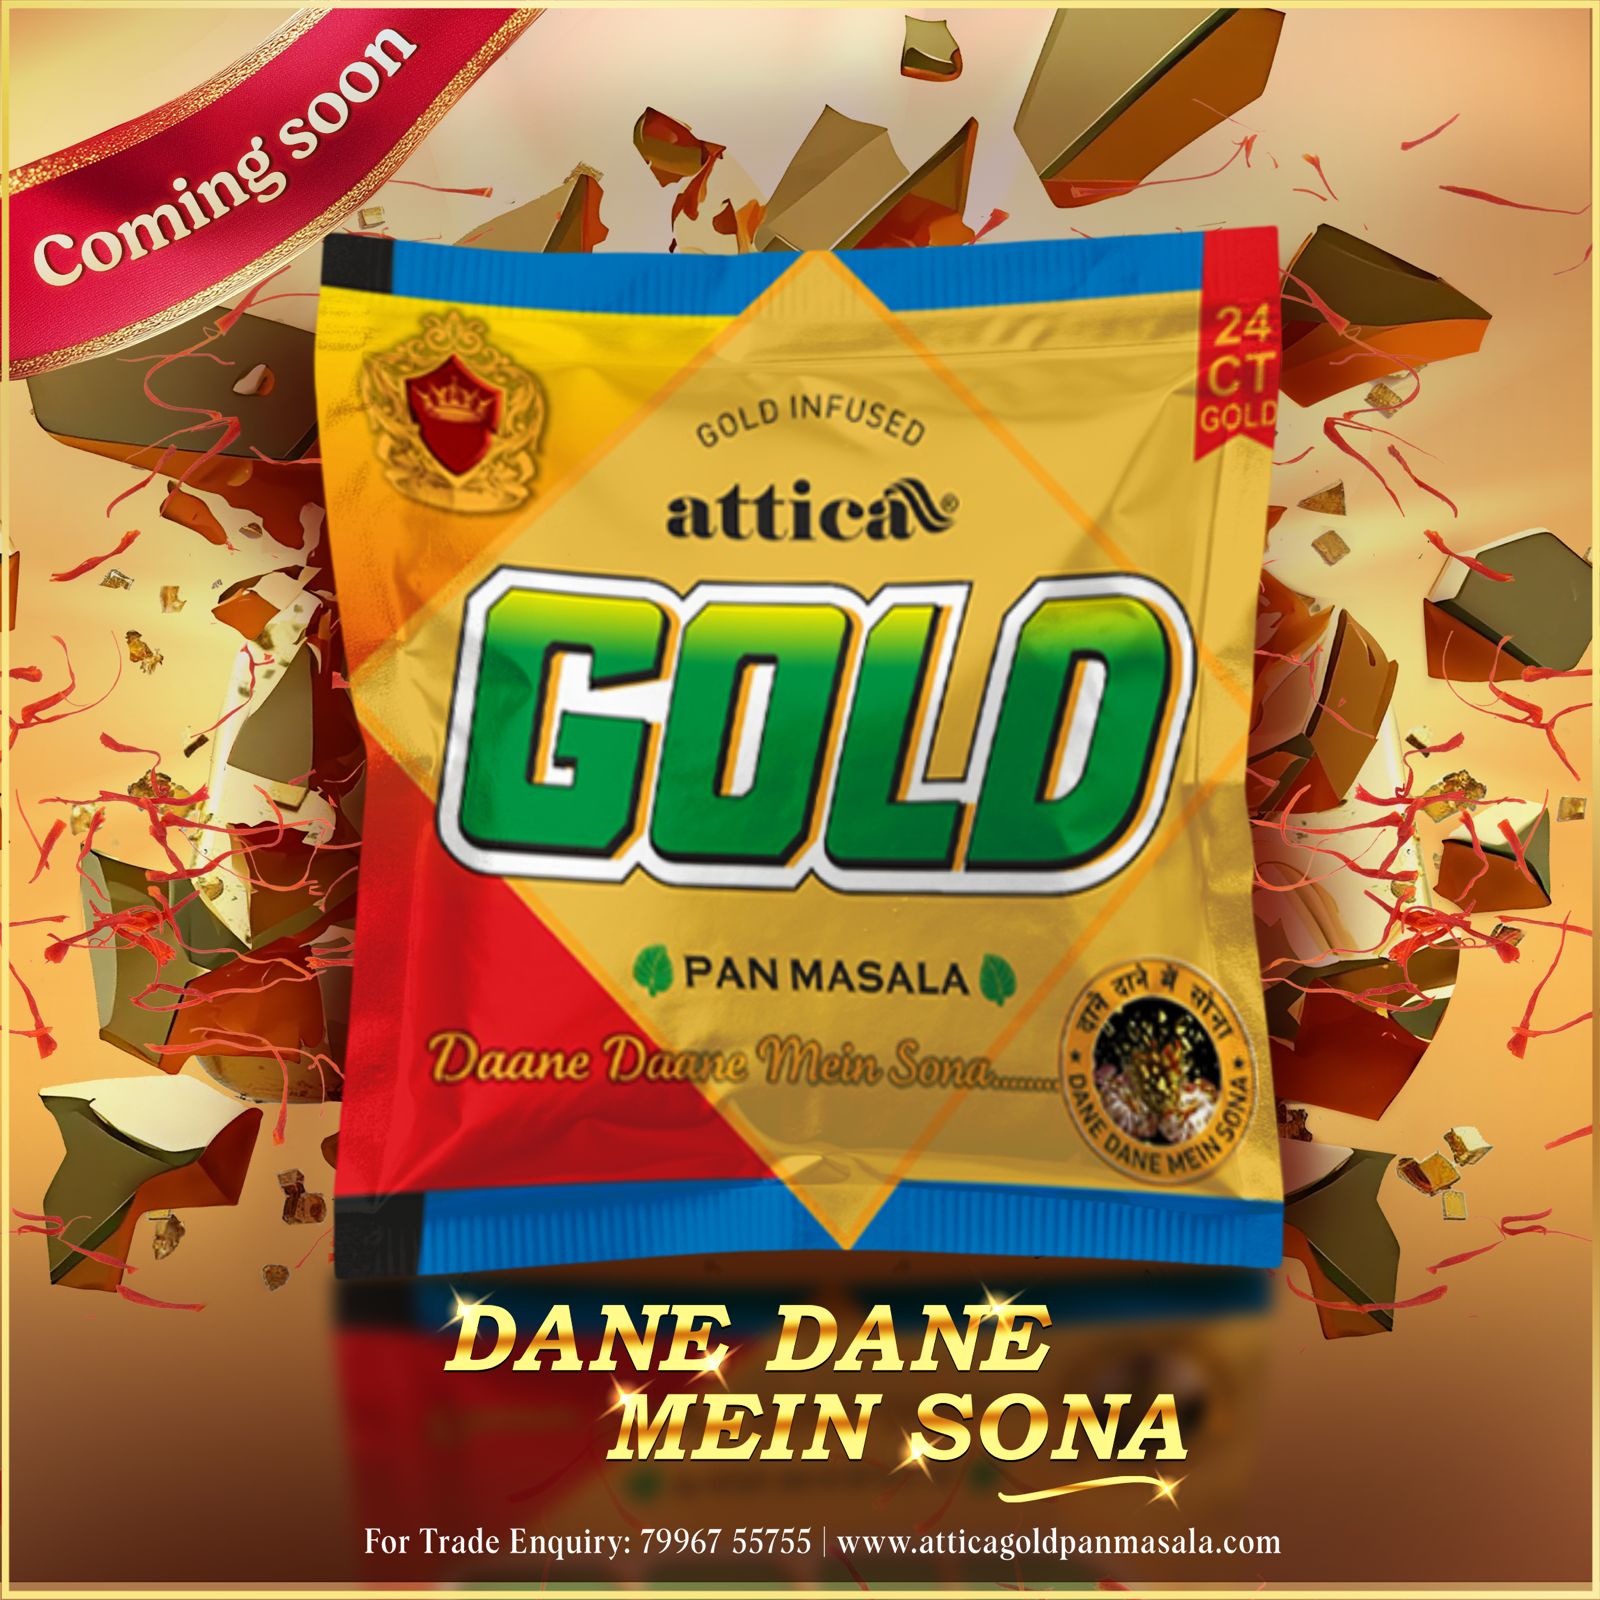 Coming soon
24
CT
GOLD
GOLD INFUSED
attica®
GOLD
PAN MASALA
Daane Daane Mein Sona........
दाने दाने में सोना
DANE DANE MEIN SONA
DANE DANE
MEIN SONA
For Trade Enquiry: 79967 55755 | www.atticagoldpanmasala.com